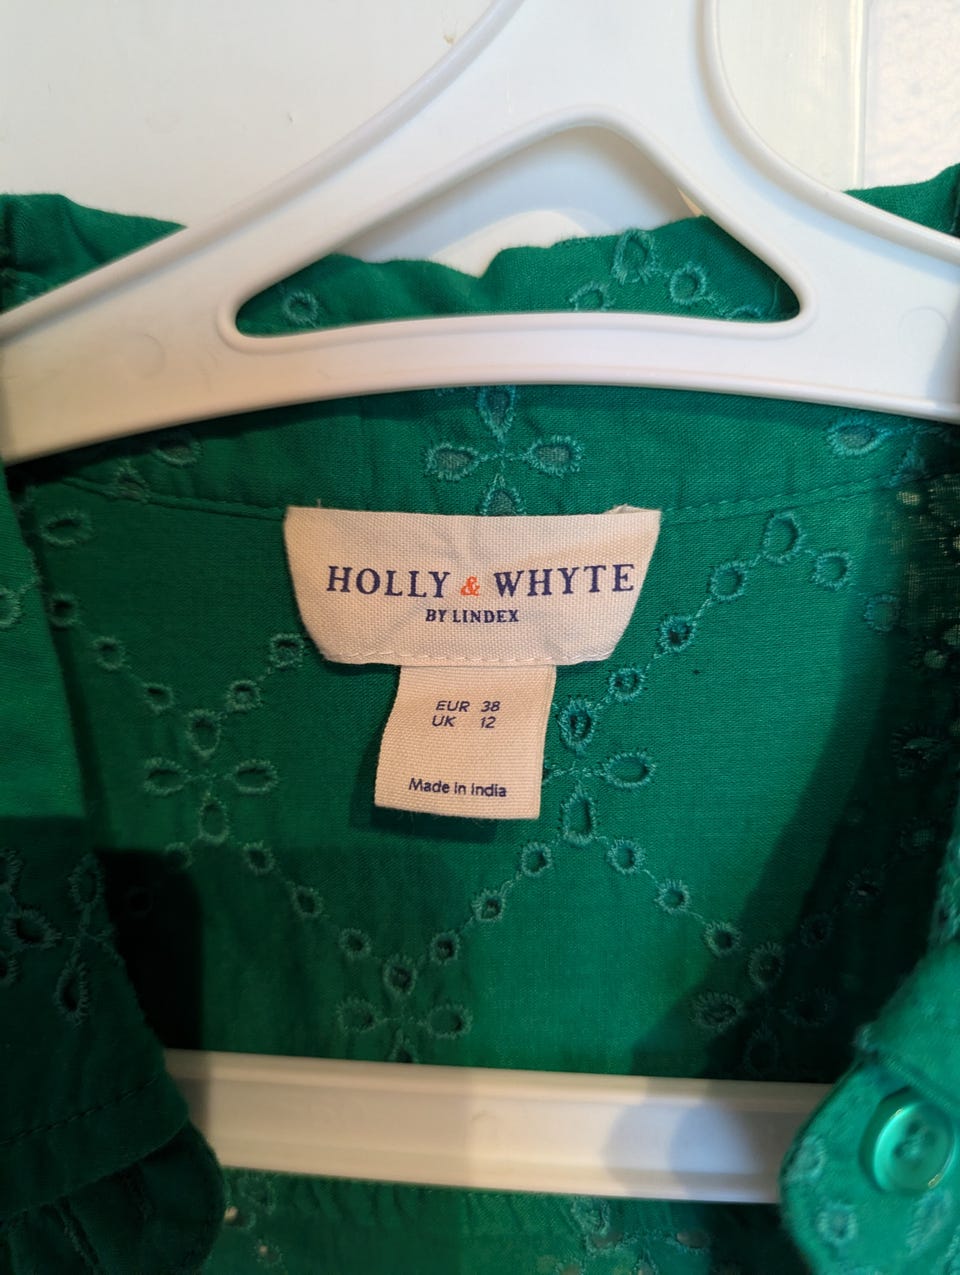 HOLLY & WHYTE
BY LINDEX
EUR 38
UK 12
Made in India